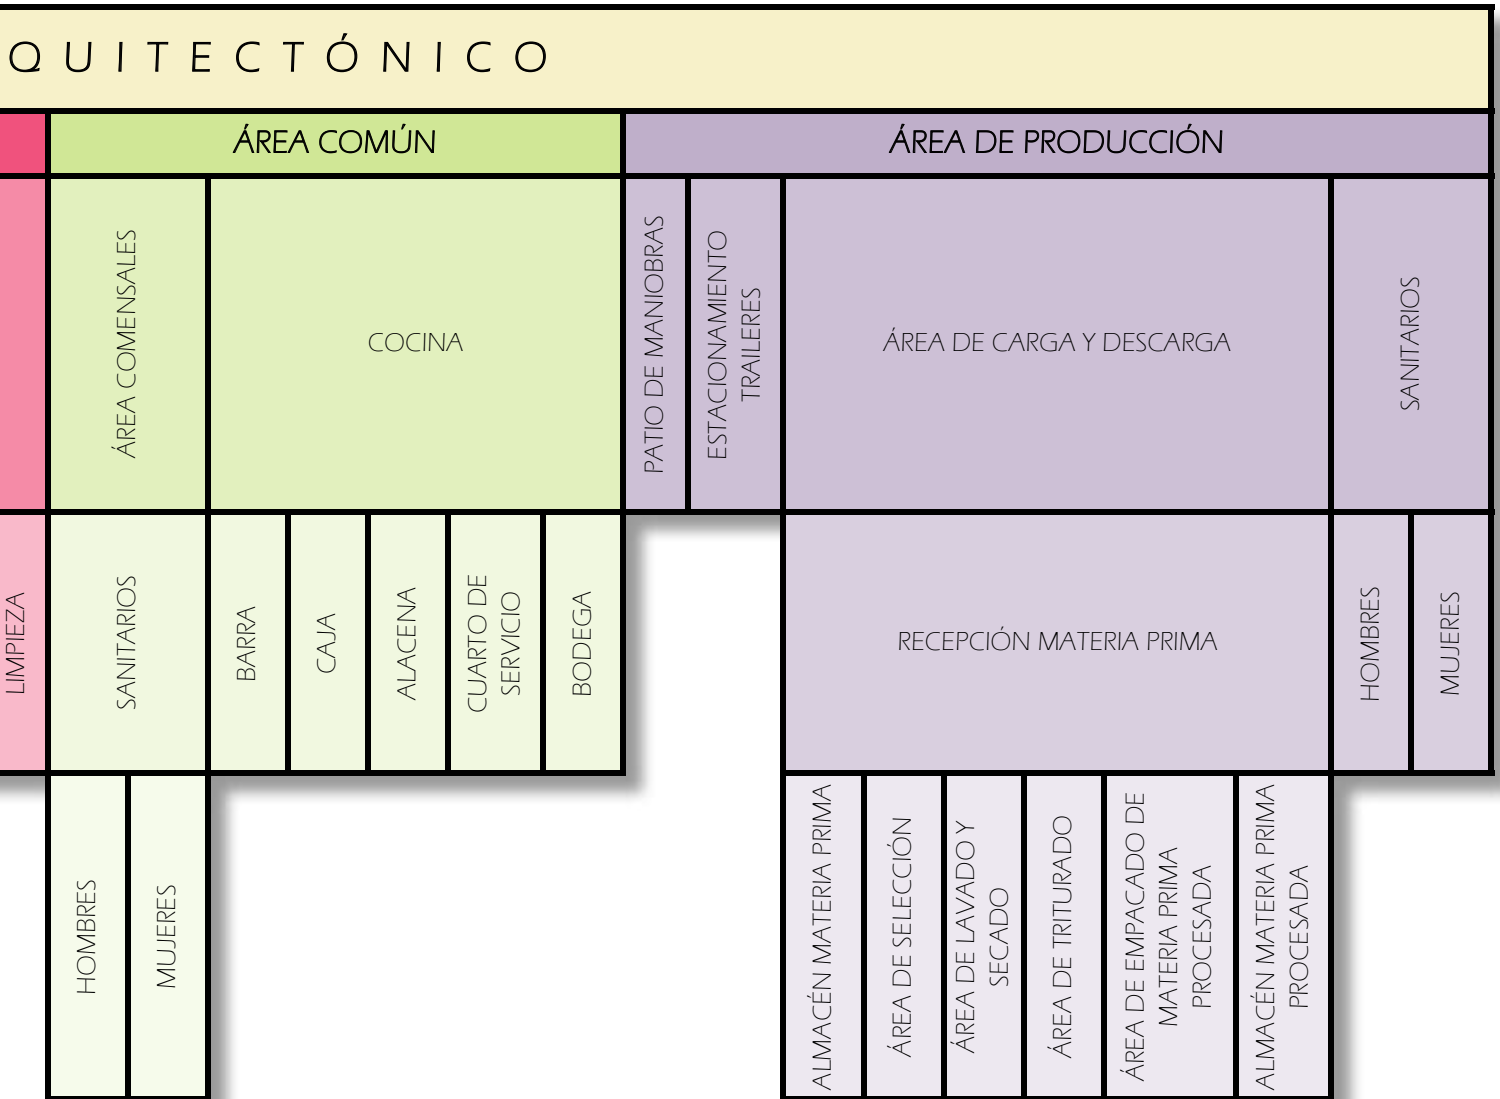 QUITECTÓNICO
ÁREA COMÚN
ÁREA DE PRODUCCIÓN
ÁREA COMENSALES
COCINA
PATIO DE MANIOBRAS
ESTACIONAMIENTO
TRAILERES
ÁREA DE CARGA Y DESCARGA
SANITARIOS
LIMPIEZA
SANITARIOS
BARRA
CAJA
ALACENA
CUARTO DE
SERVICIO
BODEGA
RECEPCIÓN MATERIA PRIMA
HOMBRES
MUJERES
HOMBRES
MUJERES
ALMACÉN MATERIA PRIMA
ÁREA DE SELECCIÓN
ÁREA DE LAVADO Y
SECADO
ÁREA DE TRITURADO
ÁREA DE EMPACADO DE
MATERIA PRIMA
PROCESADA
ALMACÉN MATERIA PRIMA
PROCESADA